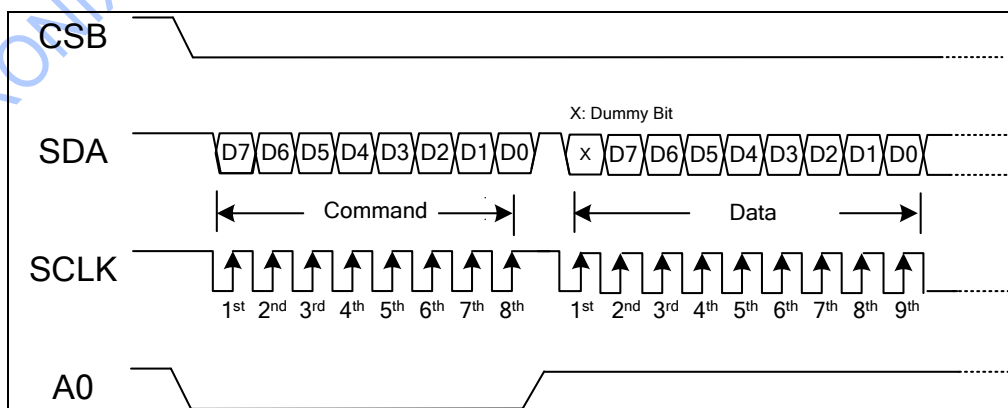 CSB
X: Dummy Bit
SDA D7 D6 D5 D4 D3 D2 D1 D0 X D7 D6 D5 D4 D3 D2 D1 D0
Command Data
SCLK
1st 2nd 3rd 4th 5th 6th 7th 8th 1st 2nd 3rd 4th 5th 6th 7th 8th 9th
A0